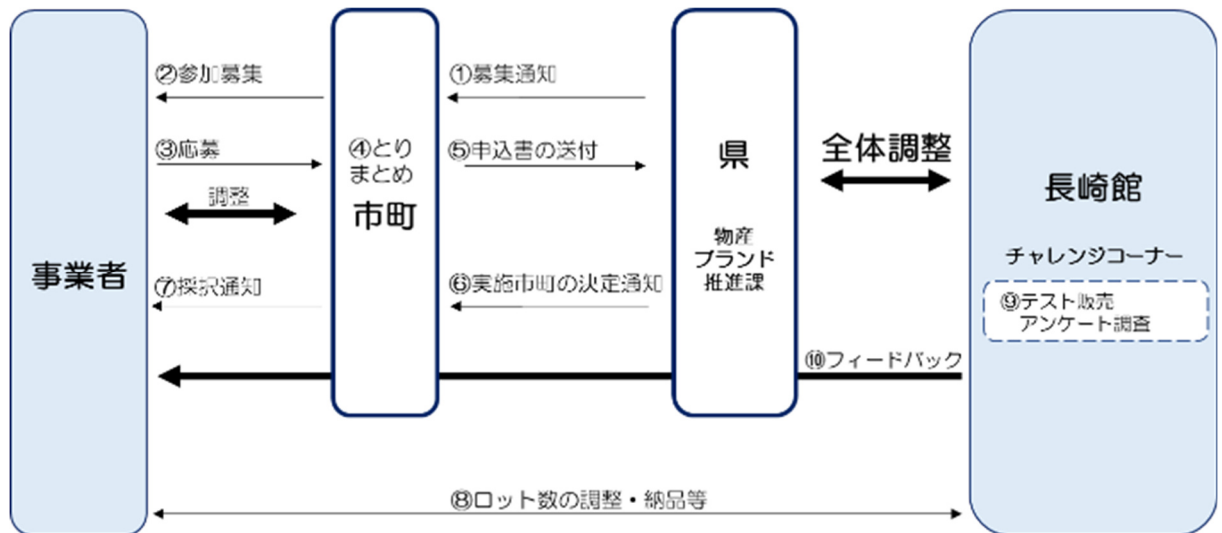 ②参加募集
①募集通知
③応募
④とり
まとめ
⑤申込書の送付
県
全体調整
長崎館
調整
市町
物産
ブランド
推進課
チャレンジコーナー
事業者
⑦採択通知
⑥実施市町の決定通知
⑨テスト販売
アンケート調査
⑩フィードバック
⑧ロット数の調整・納品等